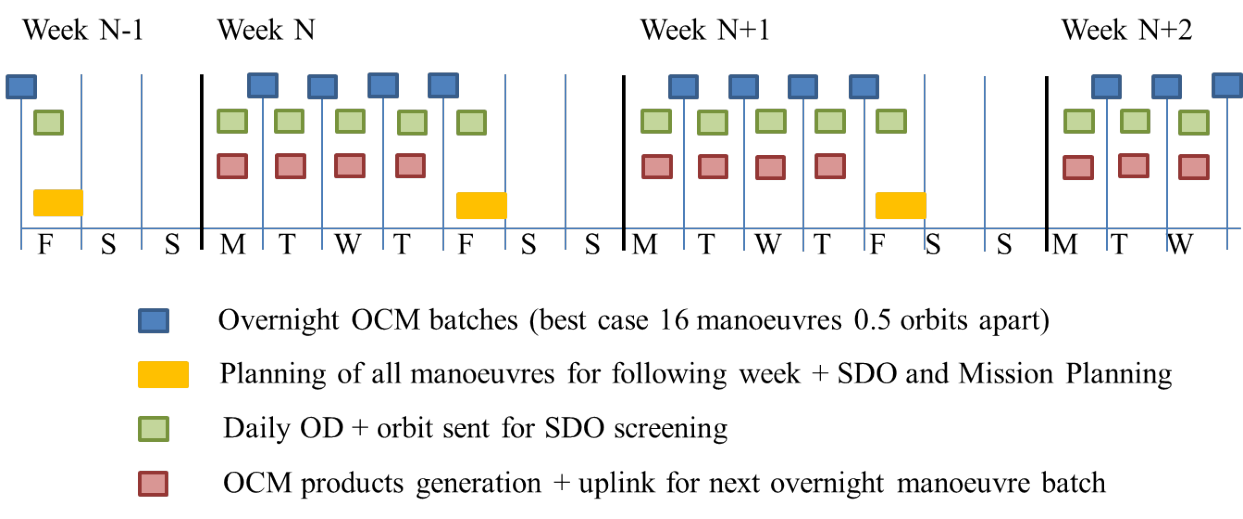 Week N-1 Week N Week N+1 Week N+2
F S S M T W T F S S M T W T F S S M T W
Overnight OCM batches (best case 16 manoeuvres 0.5 orbits apart)
Planning of all manoeuvres for following week + SDO and Mission Planning
Daily OD + orbit sent for SDO screening
OCM products generation + uplink for next overnight manoeuvre batch